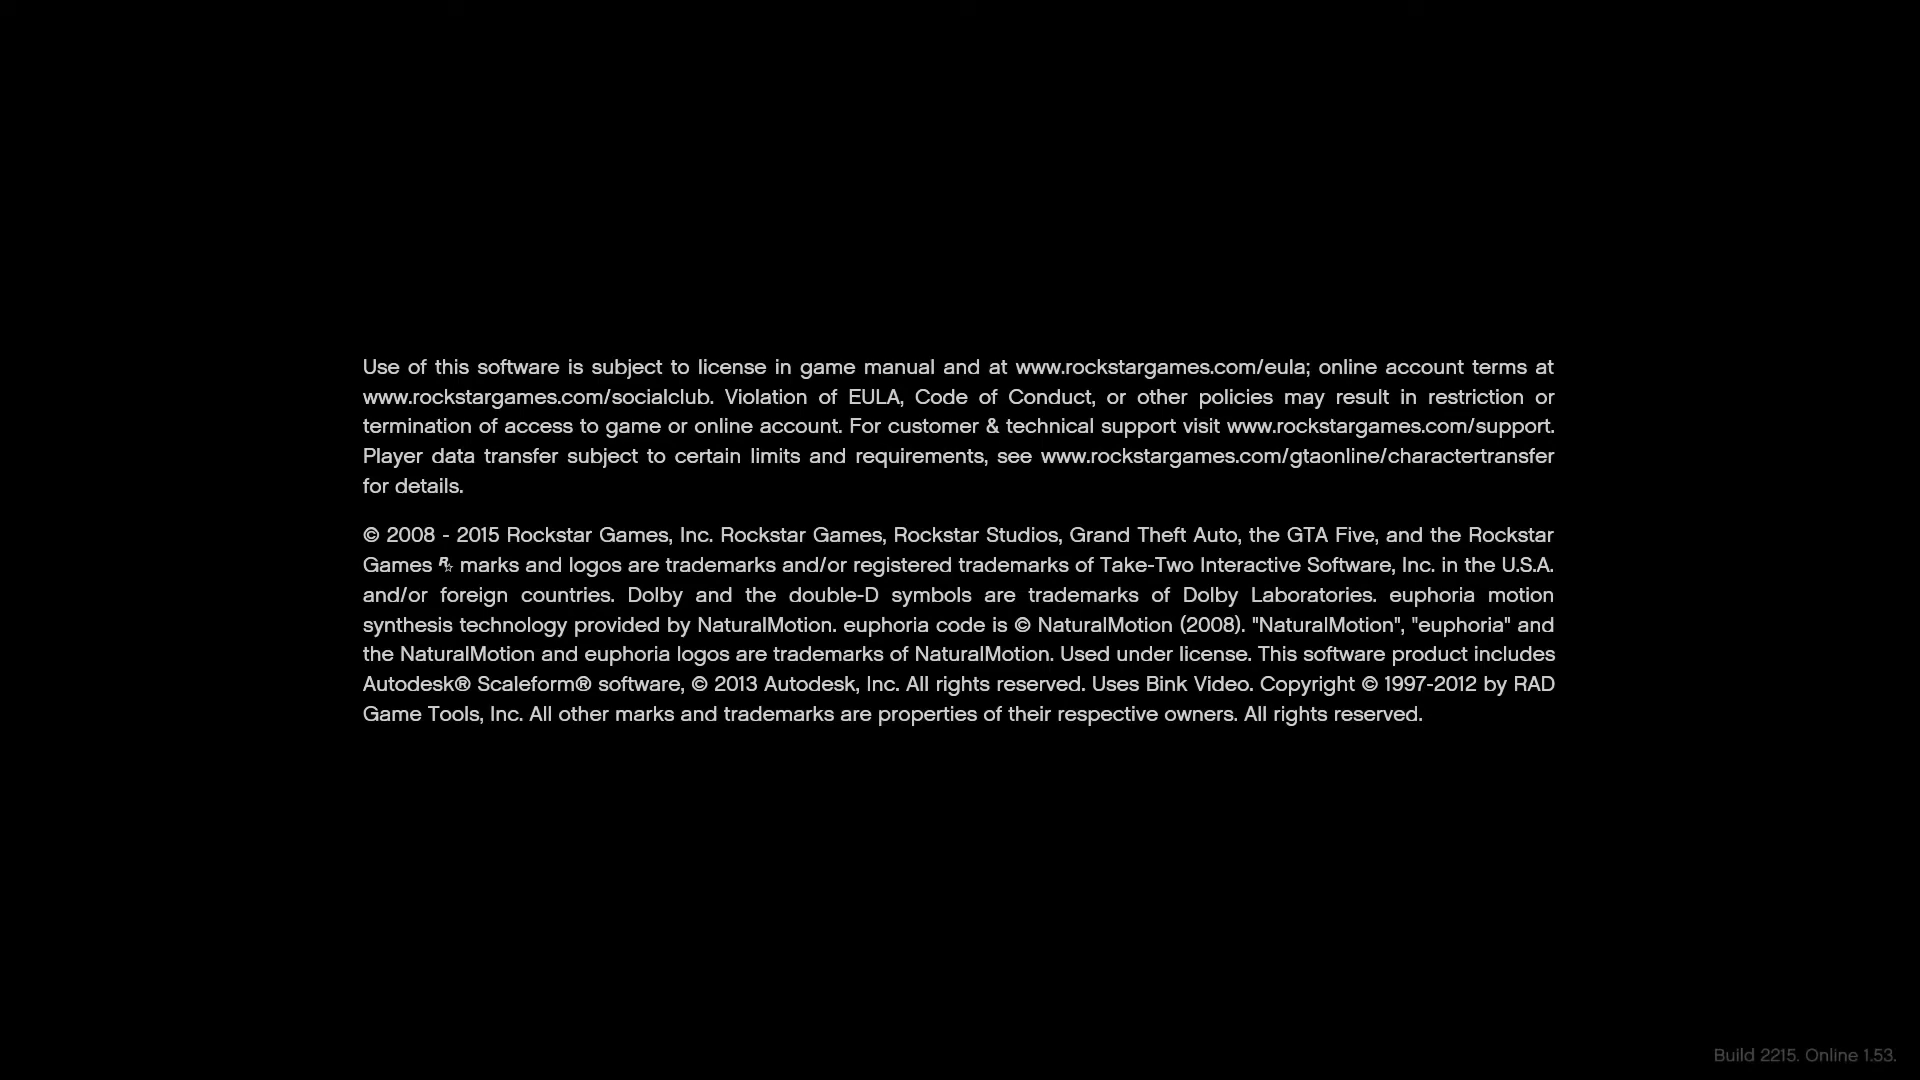 Use of this software is subject to license in game manual and at www.rockstargames.com/eula; online account terms at
www.rockstargames.com/socialclub. Violation of EULA, Code of Conduct, or other policies may result in restriction or
termination of access to game or online account. For customer & technical support visit www.rockstargames.com/support.
Player data transfer subject to certain limits and requirements, see www.rockstargames.com/gtaonline/charactertransfer
for details.
© 2008 - 2015 Rockstar Games, Inc. Rockstar Games, Rockstar Studios, Grand Theft Auto, the GTA Five, and the Rockstar
Games R☆ marks and logos are trademarks and/or registered trademarks of Take-Two Interactive Software, Inc. in the U.S.A.
and/or foreign countries. Dolby and the double-D symbols are trademarks of Dolby Laboratories. euphoria motion
synthesis technology provided by NaturalMotion. euphoria code is © NaturalMotion (2008). "NaturalMotion", "euphoria" and
the NaturalMotion and euphoria logos are trademarks of NaturalMotion. Used under license. This software product includes
Autodesk® Scaleform® software, © 2013 Autodesk, Inc. All rights reserved. Uses Bink Video. Copyright © 1997-2012 by RAD
Game Tools, Inc. All other marks and trademarks are properties of their respective owners. All rights reserved.
Build 2215. Online 1.53.